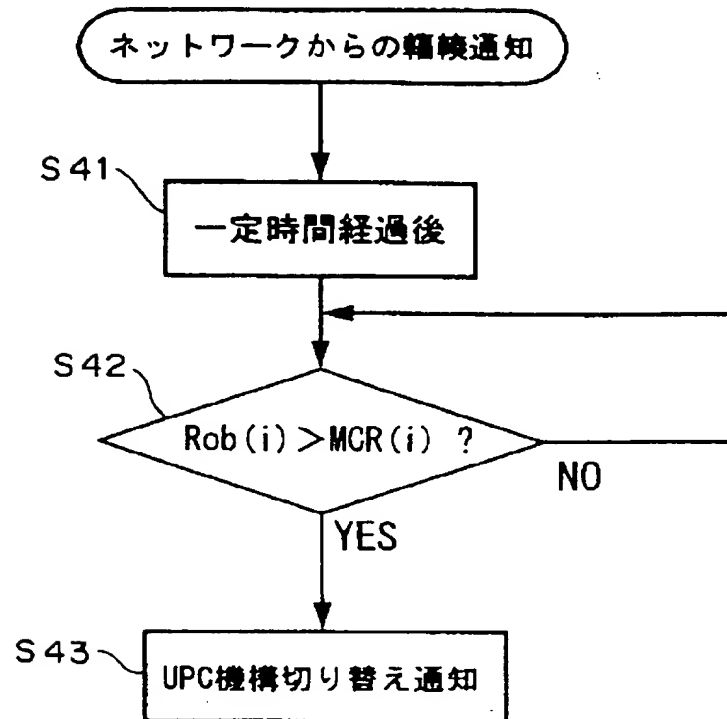 ネットワークからの輻輳通知
S41
一定時間経過後
S42
Rob(i)>MCR(i) ?
NO
YES
S43
UPC機構切り替え通知